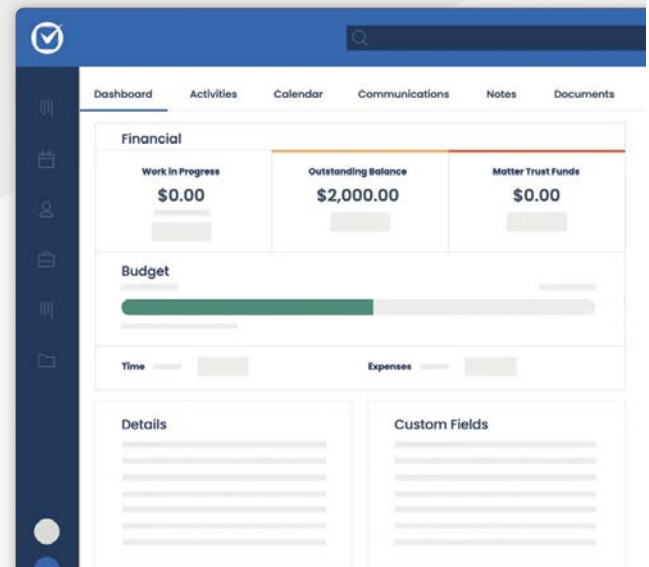 Dashboard Activities Calendar Communications Notes Documents
Financial
Work in Progress Outstanding Balance Matter Trust Funds
$0.00 $2,000.00 $0.00
Budget
Time Expenses
Details Custom Fields